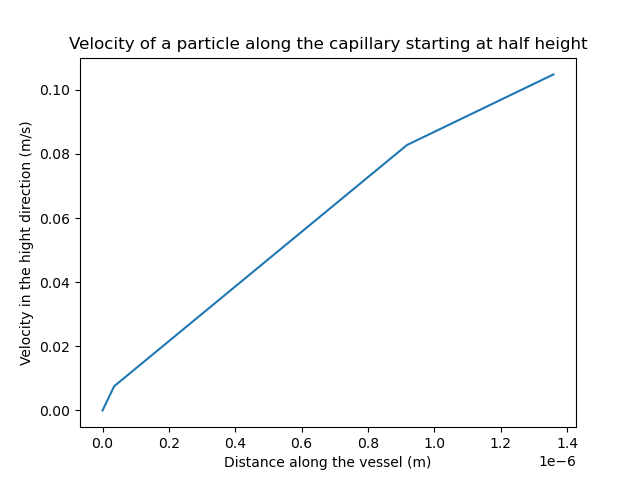 Velocity of a particle along the capillary starting at half height
Velocity in the hight direction (m/s)
0.10
0.08
0.06
0.04
0.02
0.00
0.0 0.2 0.4 0.6 0.8 1.0 1.2 1.4
1e−6
Distance along the vessel (m)